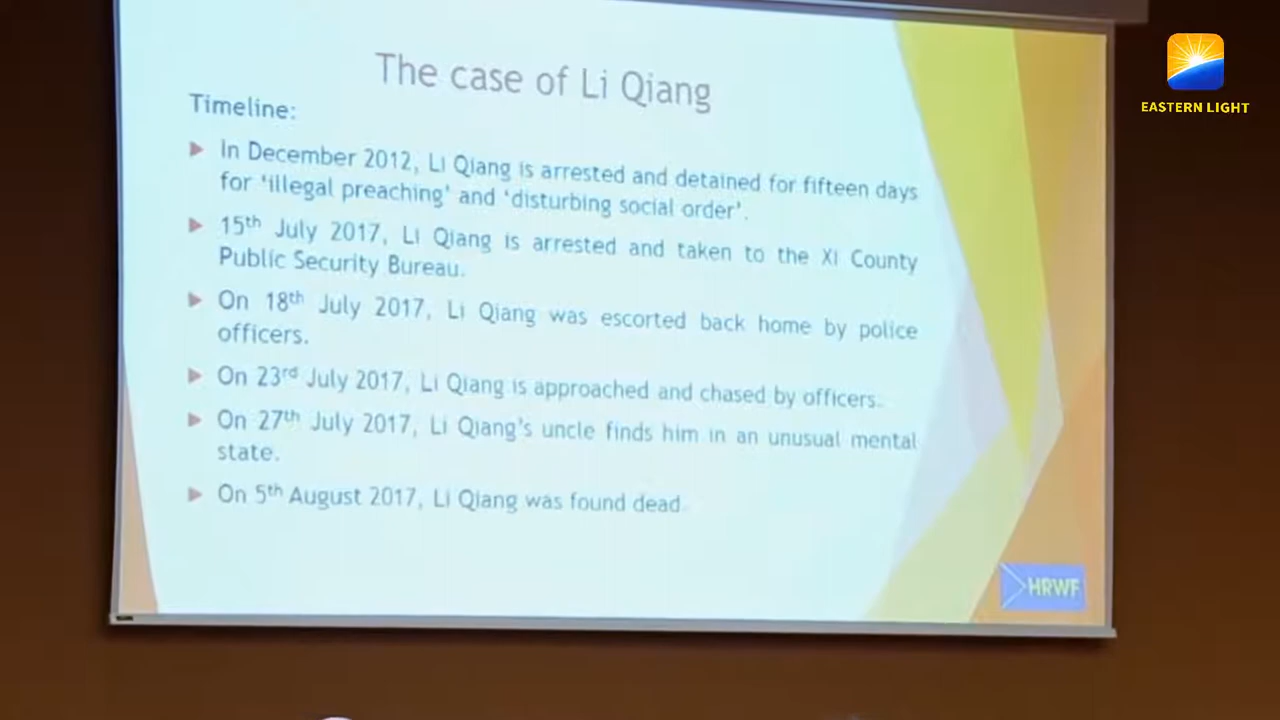 EASTERN LIGHT
The case of Li Qiang
Timeline:
In December 2012, Li Qiang is arrested and detained for fifteen days
for ‘illegal preaching’ and ‘disturbing social order’.
15th July 2017, Li Qiang is arrested and taken to the Xi County
Public Security Bureau.
On 18th July 2017, Li Qiang was escorted back home by police
officers.
On 23rd July 2017, Li Qiang is approached and chased by officers.
On 27th July 2017, Li Qiang’s uncle finds him in an unusual mental
state.
On 5th August 2017, Li Qiang was found dead.
HRWF